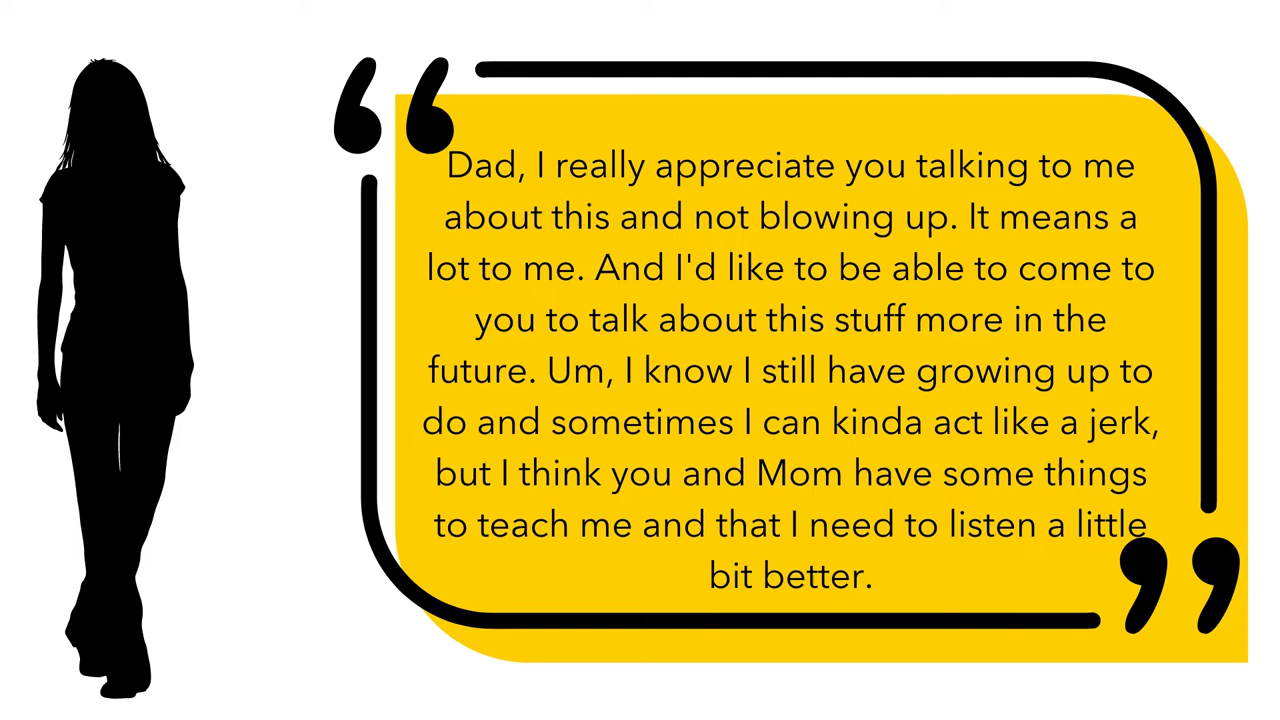 Dad, I really appreciate you talking to me
about this and not blowing up. It means a
lot to me. And I'd like to be able to come to
you to talk about this stuff more in the
future. Um, I know I still have growing up to
do and sometimes I can kinda act like a jerk,
but I think you and Mom have some things
to teach me and that I need to listen a little
bit better.